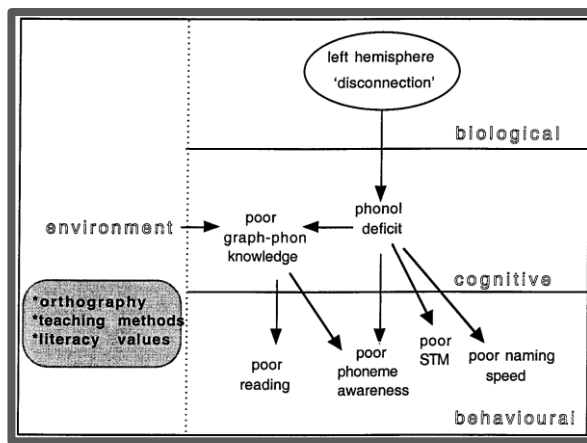 left hemisphere
'disconnection'
biological
environment
poor
graph-phon
knowledge
phonol
deficit
cognitive
*orthography
*teaching methods
*literacy values
poor
reading
poor
phoneme
awareness
poor
STM
poor naming
speed
behavioural